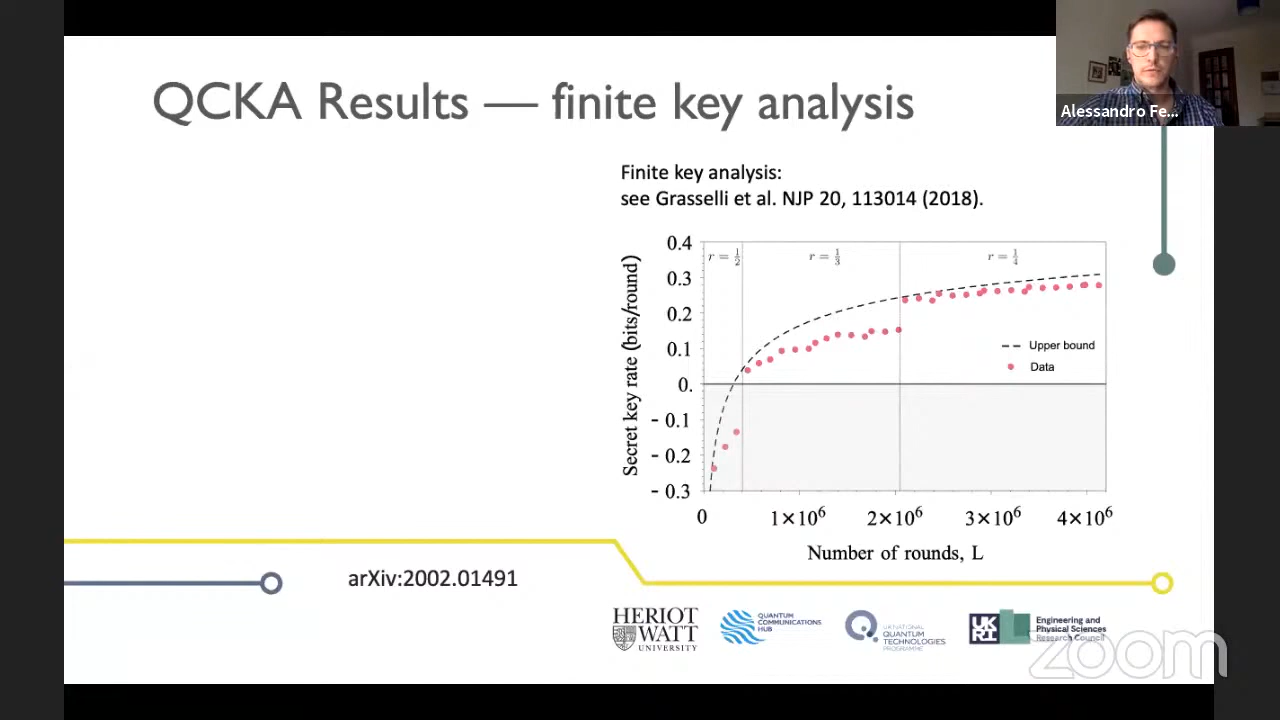 Alessandro Fe...
QCKA Results — finite key analysis
Finite key analysis:
see Grasselli et al. NJP 20, 113014 (2018).
Secret key rate (bits/round)
0.4
0.3
0.2
0.1
0.
- 0.1
- 0.2
- 0.3
r = 1/2
r = 1/3
r = 1/4
Upper bound
Data
0
1×10⁶
2×10⁶
3×10⁶
4×10⁶
Number of rounds, L
arXiv:2002.01491
HERIOT
WATT
UNIVERSITY
QUANTUM
COMMUNICATIONS
HUB
UK NATIONAL
QUANTUM
TECHNOLOGIES
PROGRAMME
UK
RI
Engineering and
Physical Sciences
Research Council
zoom